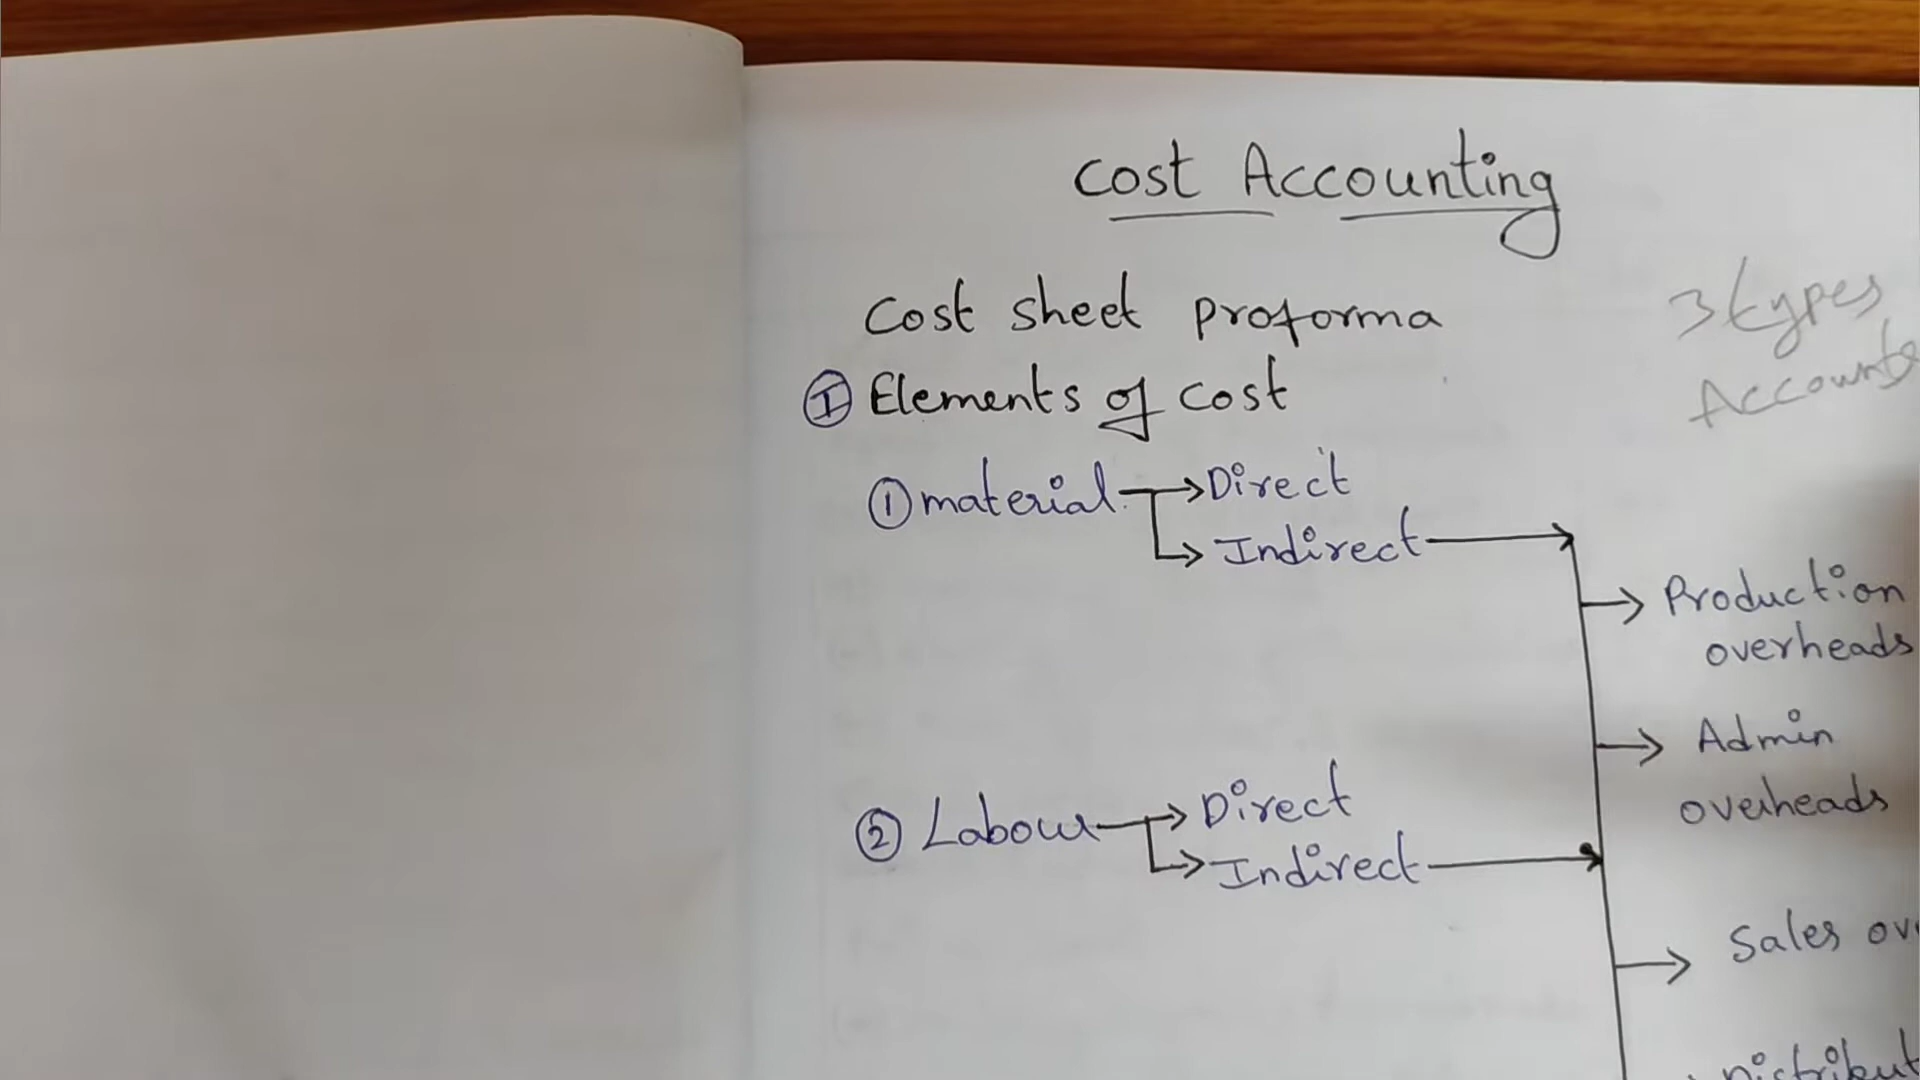 Cost Accounting
Cost sheet proforma
3 types
Accounts
I Elements of cost
1 material → Direct
→ Indirect →
→ Production
overheads
→ Admin
overheads
2 Labour → Direct
→ Indirect →
→ Sales